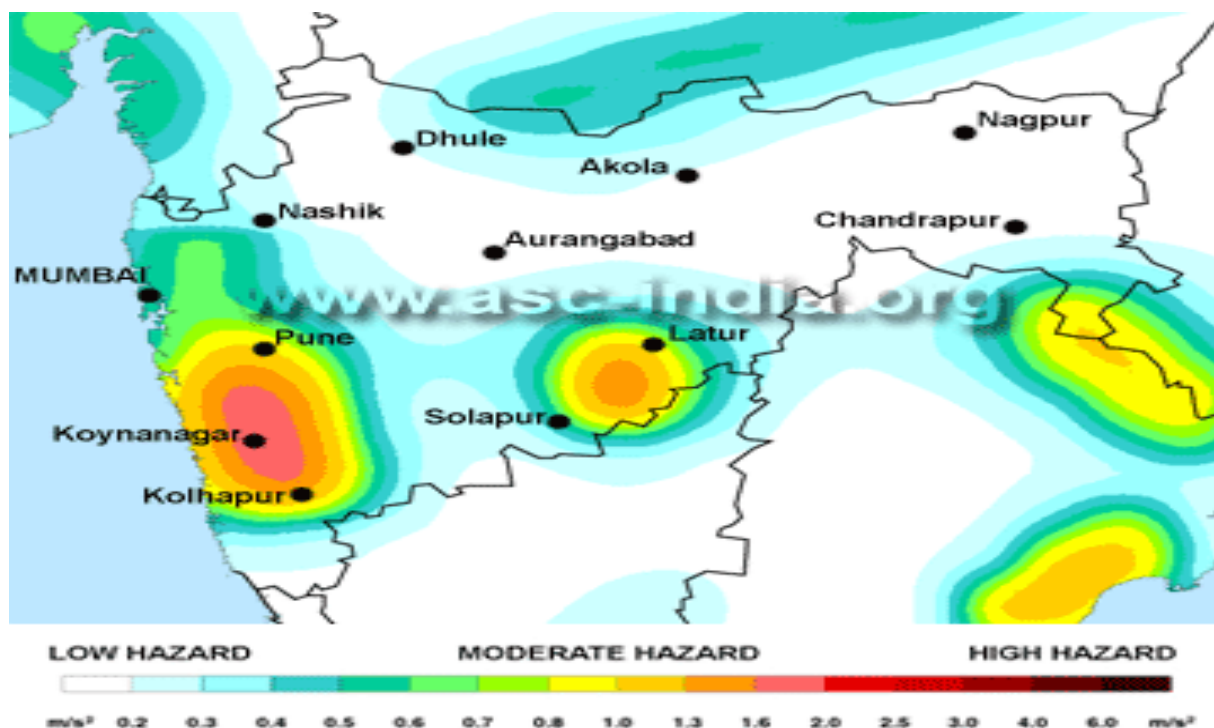 Dhule
Nagpur
Akola
Nashik
Chandrapur
Aurangabad
MUMBAI
www.asc-india.org
Pune
Latur
Solapur
Koynanagar
Kolhapur
LOW HAZARD MODERATE HAZARD HIGH HAZARD
m/s² 0.2 0.3 0.4 0.5 0.6 0.7 0.8 1.0 1.3 1.6 2.0 2.5 3.0 4.0 6.0 m/s²